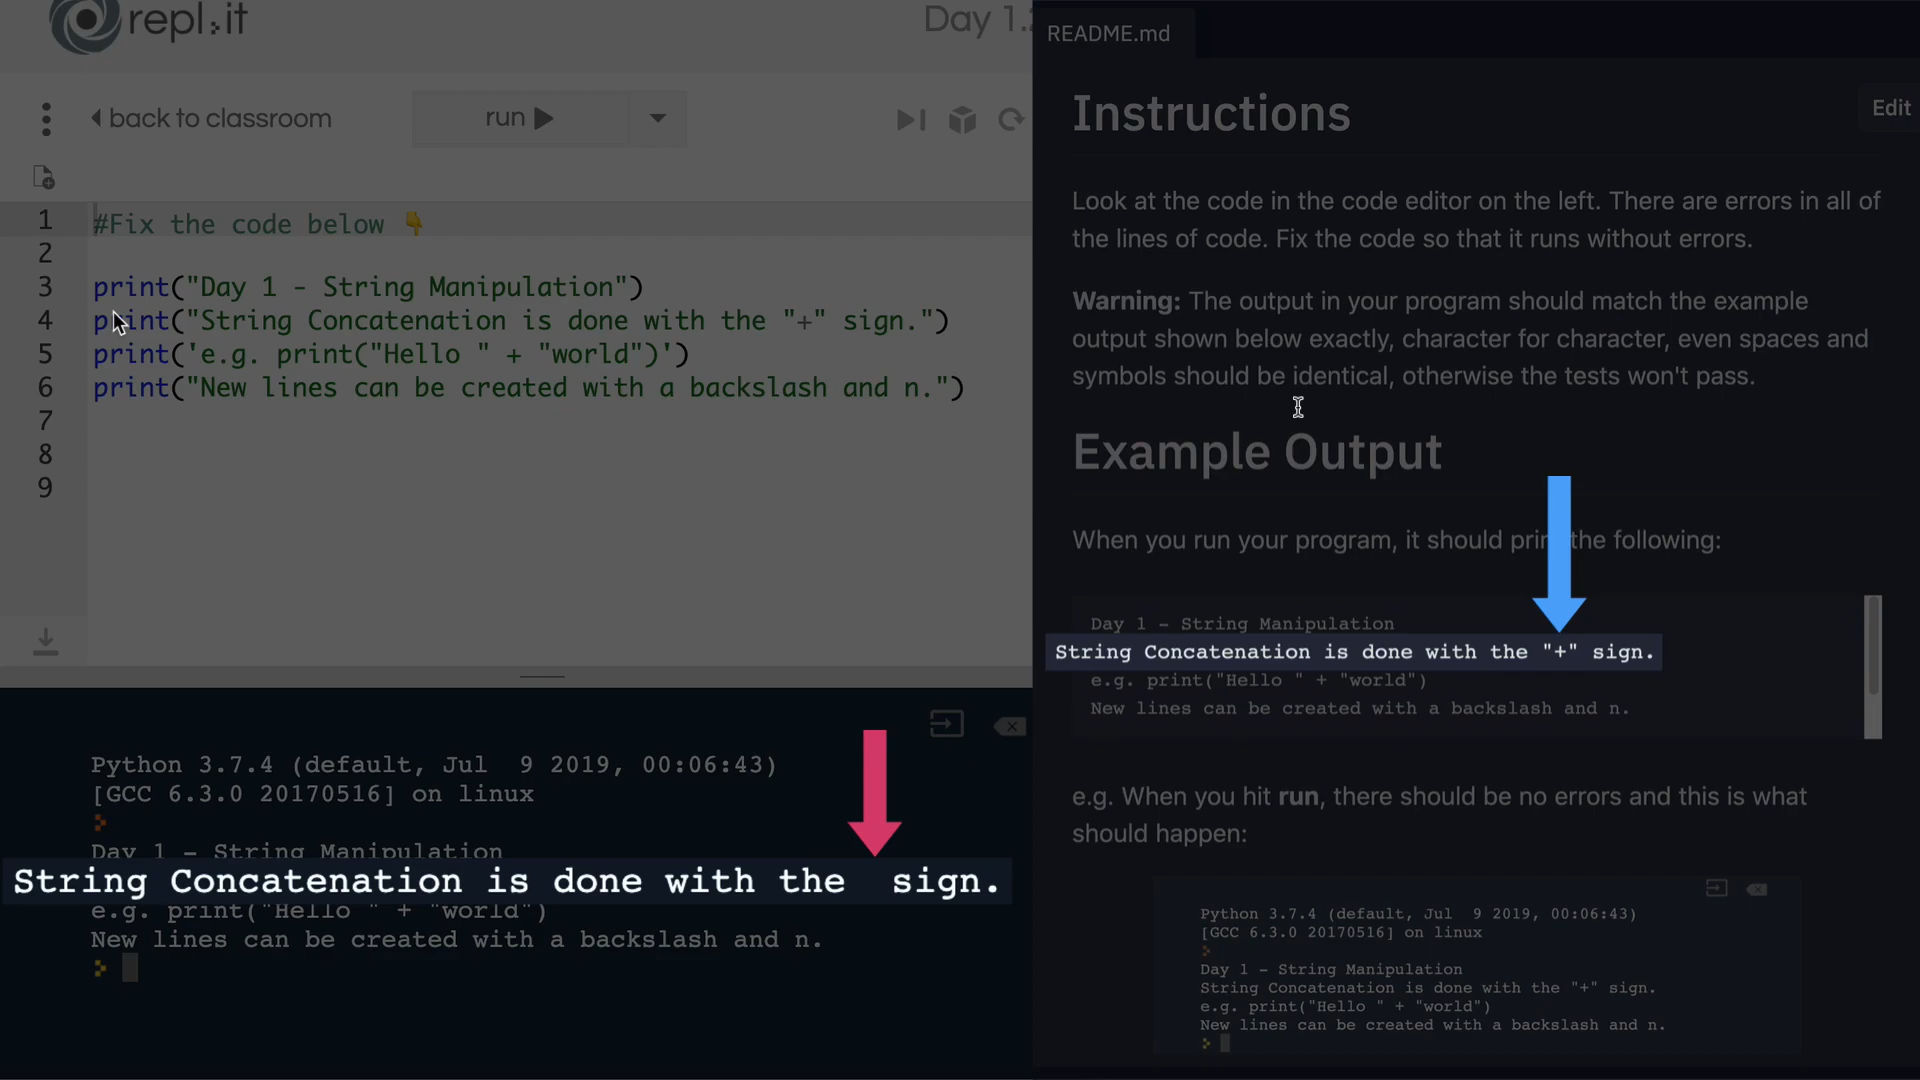 repl.it
Day 1.
back to classroom
run
1 #Fix the code below 👇
2
3 print("Day 1 - String Manipulation")
4 print("String Concatenation is done with the "+" sign.")
5 print('e.g. print("Hello " + "world")')
6 print("New lines can be created with a backslash and n.")
7
8
9
Python 3.7.4 (default, Jul  9 2019, 00:06:43)
[GCC 6.3.0 20170516] on linux
Day 1 - String Manipulation
String Concatenation is done with the  sign.
e.g. print("Hello " + "world")
New lines can be created with a backslash and n.
README.md
Instructions
Edit
Look at the code in the code editor on the left. There are errors in all of
the lines of code. Fix the code so that it runs without errors.
Warning: The output in your program should match the example
output shown below exactly, character for character, even spaces and
symbols should be identical, otherwise the tests won't pass.
Example Output
When you run your program, it should print the following:
Day 1 - String Manipulation
String Concatenation is done with the "+" sign.
e.g. print("Hello " + "world")
New lines can be created with a backslash and n.
e.g. When you hit run, there should be no errors and this is what
should happen:
Python 3.7.4 (default, Jul  9 2019, 00:06:43)
[GCC 6.3.0 20170516] on linux
Day 1 - String Manipulation
String Concatenation is done with the "+" sign.
e.g. print("Hello " + "world")
New lines can be created with a backslash and n.